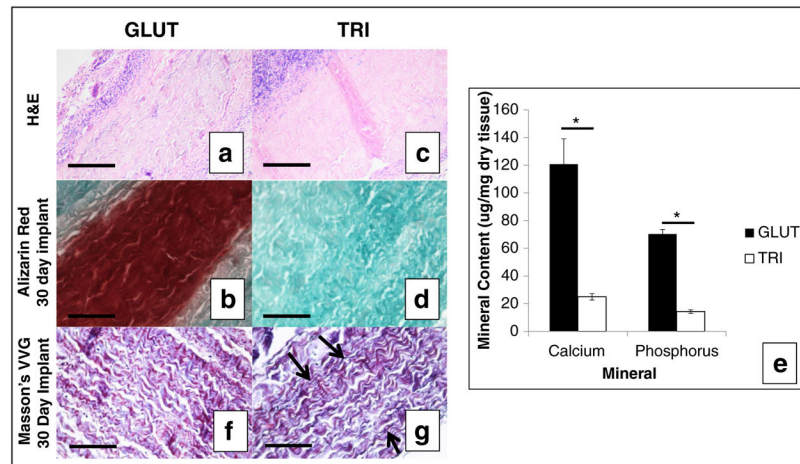 GLUT
TRI
H&E
a
c
Alizarin Red
30 day implant
b
d
Masson's VVG
30 Day Implant
f
g
Mineral Content (ug/mg dry tissue)
160
140
120
100
80
60
40
20
0
*
*
GLUT
TRI
Calcium
Phosphorus
Mineral
e